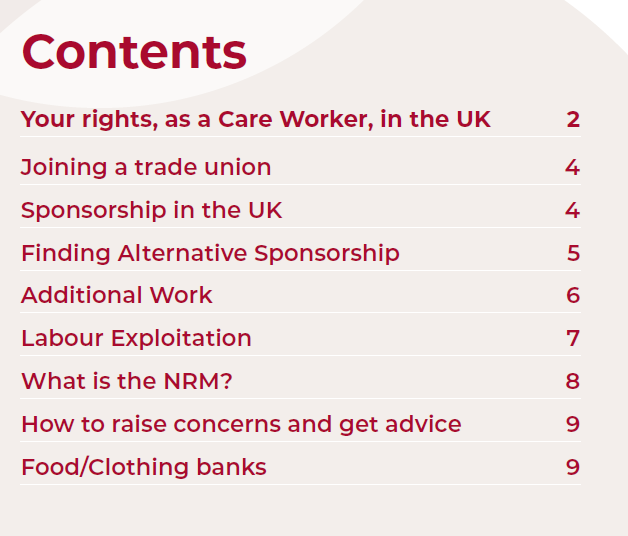 Contents
Your rights, as a Care Worker, in the UK 2
Joining a trade union 4
Sponsorship in the UK 4
Finding Alternative Sponsorship 5
Additional Work 6
Labour Exploitation 7
What is the NRM? 8
How to raise concerns and get advice 9
Food/Clothing banks 9